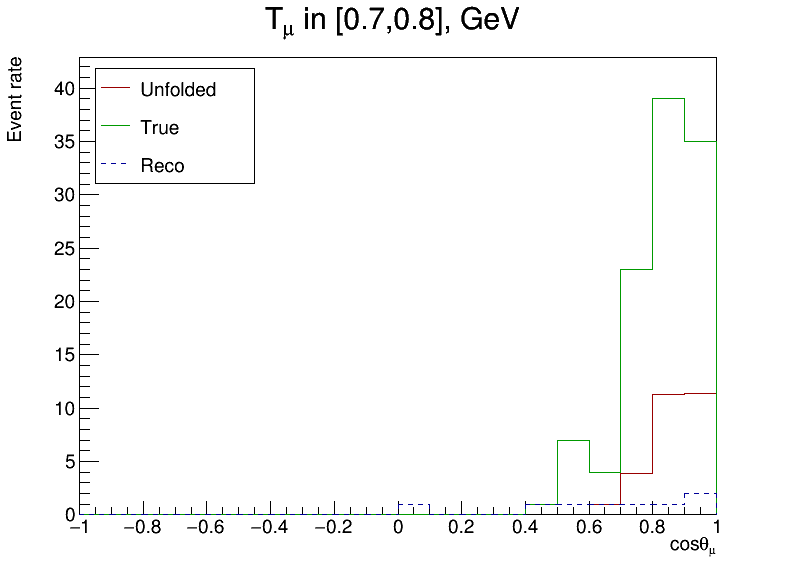 T_μ in [0.7,0.8], GeV
Event rate
Unfolded
True
Reco
40
35
30
25
20
15
10
5
0
−1 −0.8 −0.6 −0.4 −0.2 0 0.2 0.4 0.6 0.8 1
cosθ_μ